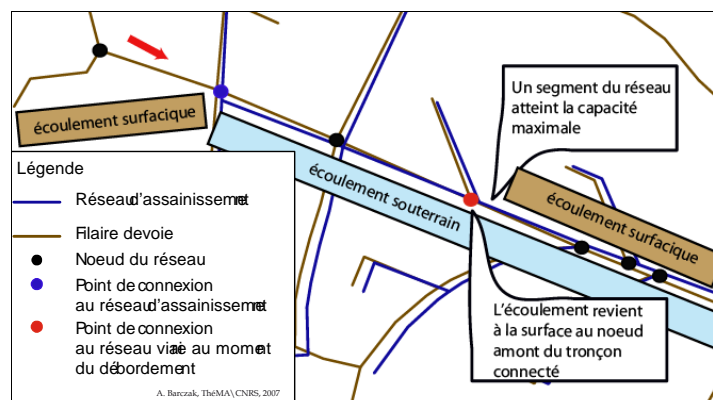 Un segment du réseau
atteint la capacité
maximale
écoulement surfacique
écoulement souterrain
écoulement surfacique
Légende
Réseau d'assainissement
Filaire de voie
Noeud du réseau
Point de connexion
au réseau d'assainissement
Point de connexion
au réseau viaire au moment
du débordement
L'écoulement revient
à la surface au noeud
amont du tronçon
connecté
A. Barczak, ThéMA\CNRS, 2007